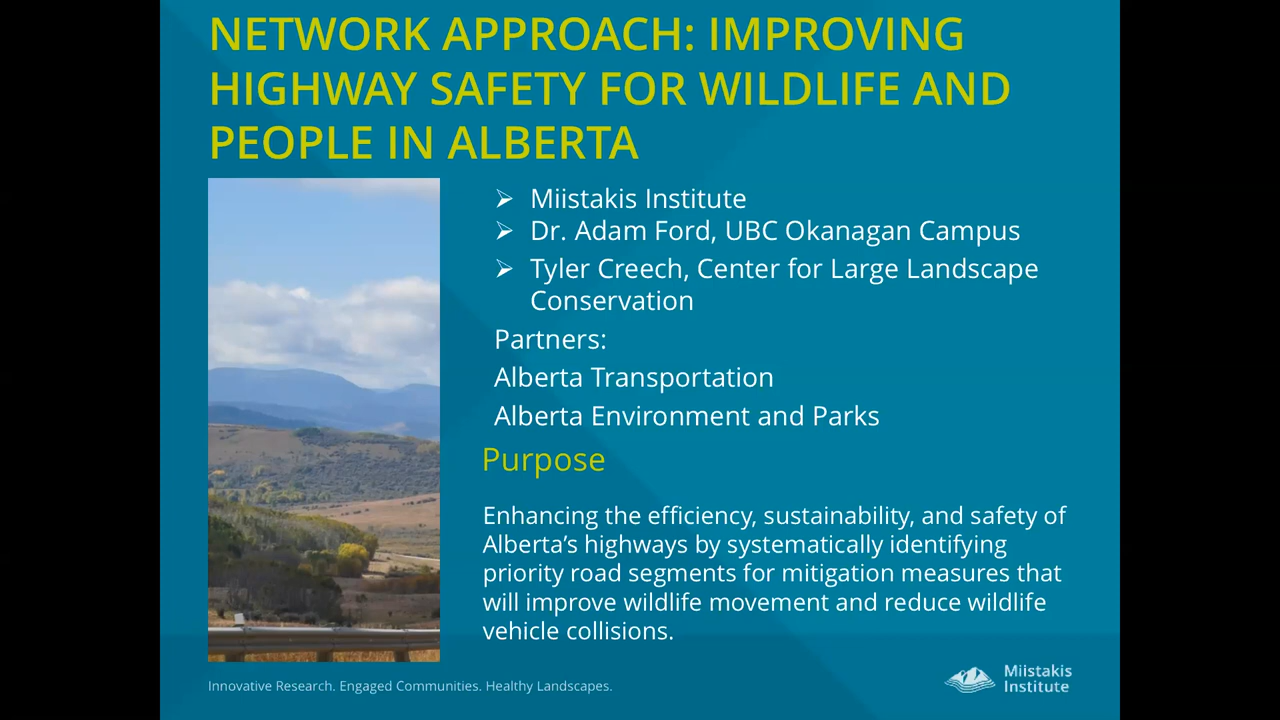 NETWORK APPROACH: IMPROVING
HIGHWAY SAFETY FOR WILDLIFE AND
PEOPLE IN ALBERTA
➢ Miistakis Institute
➢ Dr. Adam Ford, UBC Okanagan Campus
➢ Tyler Creech, Center for Large Landscape
Conservation
Partners:
Alberta Transportation
Alberta Environment and Parks
Purpose
Enhancing the efficiency, sustainability, and safety of
Alberta’s highways by systematically identifying
priority road segments for mitigation measures that
will improve wildlife movement and reduce wildlife
vehicle collisions.
Innovative Research. Engaged Communities. Healthy Landscapes.
Miistakis
Institute